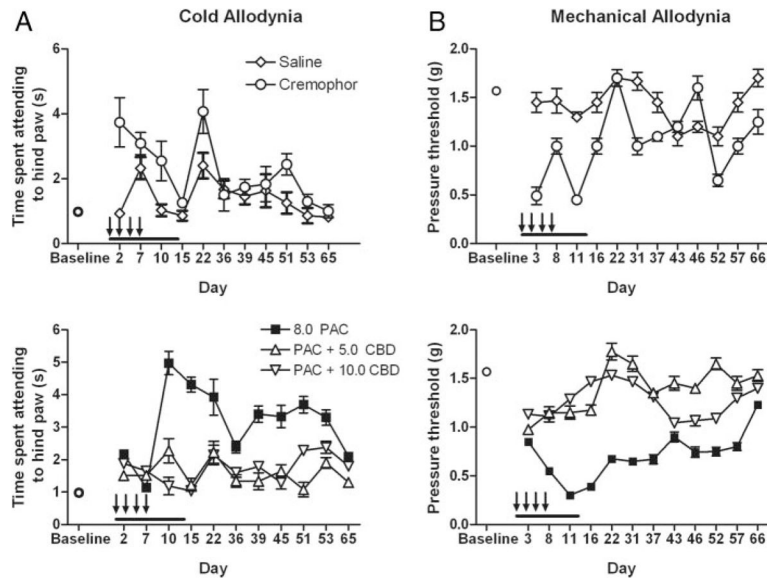 A
Cold Allodynia
Time spent attending
to hind paw (s)
6
4
2
0
Saline
Cremophor
Baseline 2 7 10 15 22 36 39 45 51 53 65
Day
B
Mechanical Allodynia
Pressure threshold (g)
2.0
1.5
1.0
0.5
0.0
Baseline 3 8 11 16 22 31 37 43 46 52 57 66
Day
Time spent attending
to hind paw (s)
6
5
4
3
2
1
0
8.0 PAC
PAC + 5.0 CBD
PAC + 10.0 CBD
Baseline 2 7 10 15 22 36 39 45 51 53 65
Day
Pressure threshold (g)
2.0
1.5
1.0
0.5
0.0
Baseline 3 8 11 16 22 31 37 43 46 52 57 66
Day